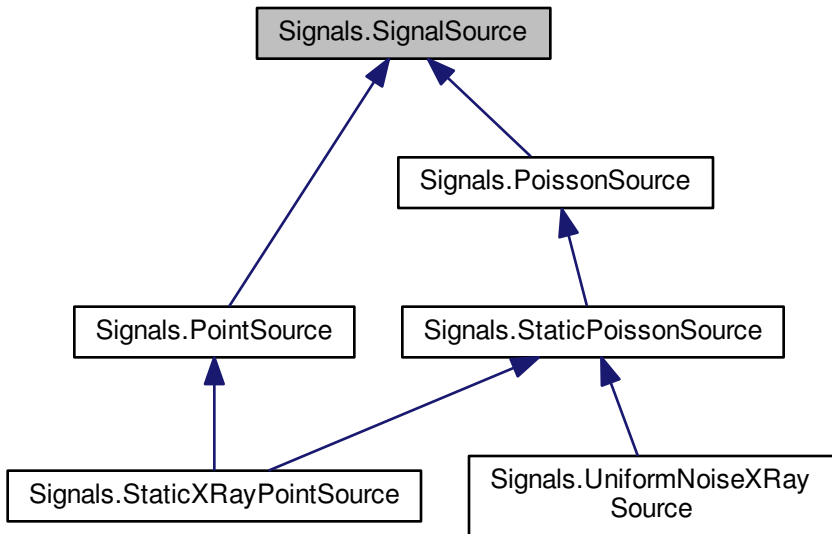 Signals.SignalSource
Signals.PoissonSource
Signals.PointSource
Signals.StaticPoissonSource
Signals.StaticXRayPointSource
Signals.UniformNoiseXRay
Source